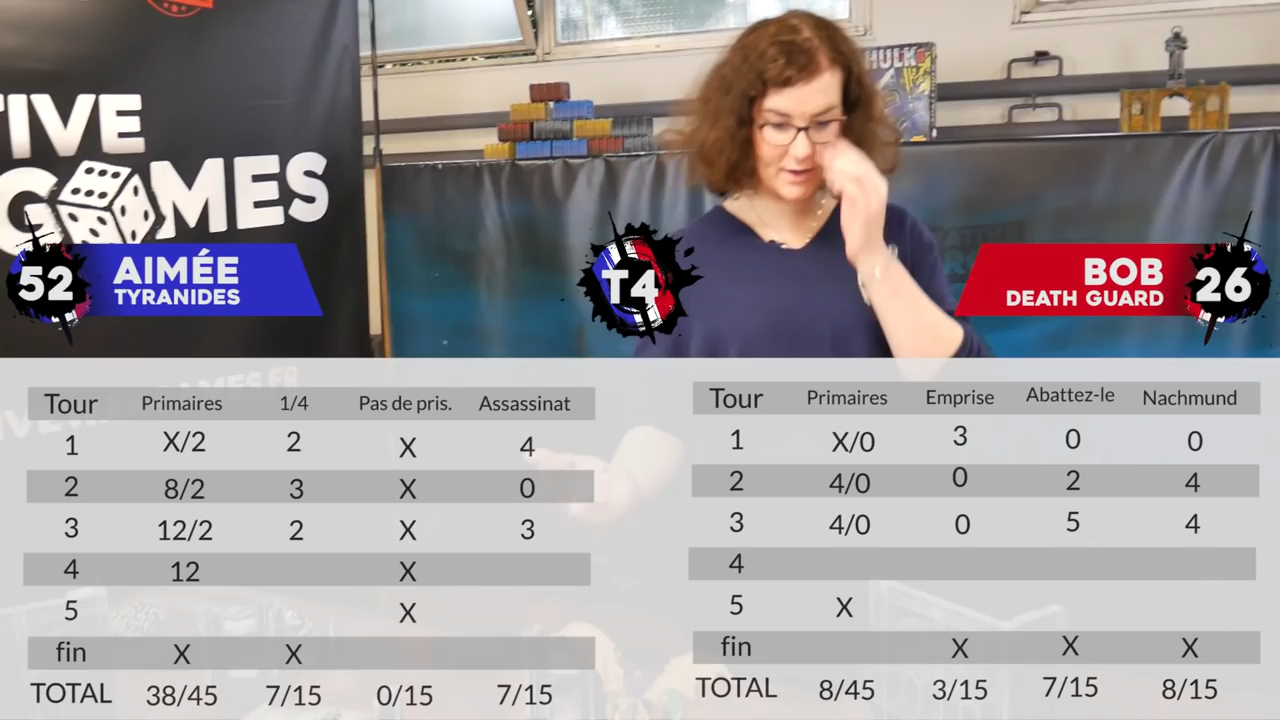 TIVE
GAMES
HULK
52
AIMÉE
TYRANIDES
T4
BOB
DEATH GUARD
26
Tour Primaires 1/4 Pas de pris. Assassinat
1 X/2 2 X 4
2 8/2 3 X 0
3 12/2 2 X 3
4 12 X
5 X
fin X X
TOTAL 38/45 7/15 0/15 7/15
Tour Primaires Emprise Abattez-le Nachmund
1 X/0 3 0 0
2 4/0 0 2 4
3 4/0 0 5 4
4
5 X
fin X X X
TOTAL 8/45 3/15 7/15 8/15